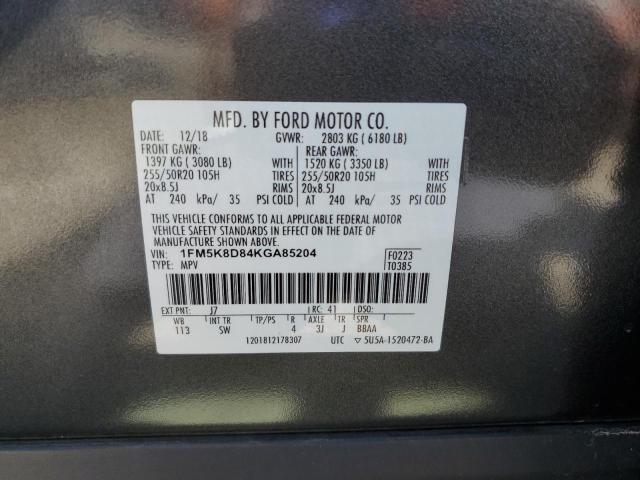 MFD. BY FORD MOTOR CO.
DATE: 12/18 GVWR: 2803 KG ( 6180 LB)
FRONT GAWR: REAR GAWR:
1397 KG ( 3080 LB) WITH 1520 KG ( 3350 LB) WITH
255/50R20 105H TIRES 255/50R20 105H TIRES
20x8.5J RIMS 20x8.5J RIMS
AT 240 kPa/ 35 PSI COLD AT 240 kPa/ 35 PSI COLD
THIS VEHICLE CONFORMS TO ALL APPLICABLE FEDERAL MOTOR
VEHICLE SAFETY STANDARDS IN EFFECT ON THE DATE OF
MANUFACTURE SHOWN ABOVE.
VIN: 1FM5K8D84KGA85204 F0223
TYPE: MPV T0385
EXT PNT: J7 RC: 41 DSO:
WB INT TR TP/PS R AXLE TR SPR
113 SW 4 3J J BBAA
1201812178307 UTC ▽ 5U5A-1520472-BA